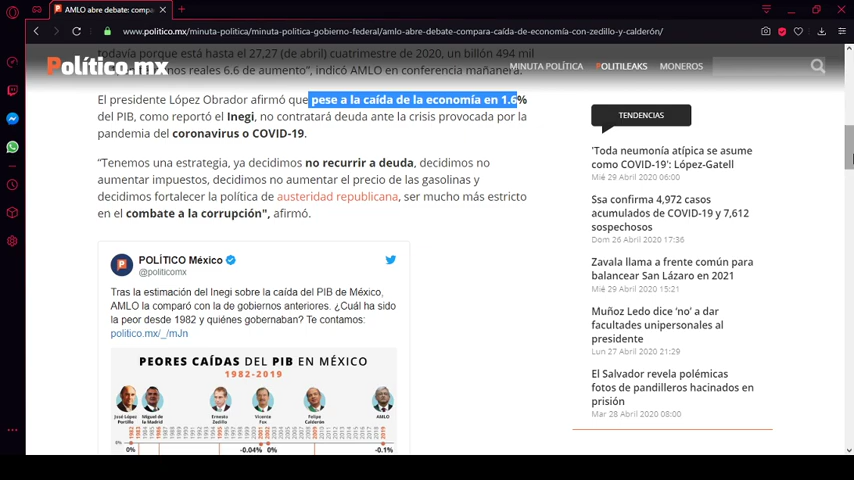 AMLO abre debate: compa
www.politico.mx/minuta-politica/minuta-politica-gobierno-federal/amlo-abre-debate-compara-caída-de-economía-con-zedillo-y-calderón/
todavía porque está hasta el 27,27 (de abril) cuatrimestre de 2020, un billón 494 mil
Político.mx
MINUTA POLÍTICA
POLITILEAKS
MONEROS
mos reales 6.6 de aumento", indicó AMLO en conferencia mañanera.
El presidente López Obrador afirmó que pese a la caída de la economía en 1.6%
del PIB, como reportó el Inegi, no contratará deuda ante la crisis provocada por la
pandemia del coronavirus o COVID-19.
“Tenemos una estrategia, ya decidimos no recurrir a deuda, decidimos no
aumentar impuestos, decidimos no aumentar el precio de las gasolinas y
decidimos fortalecer la política de austeridad republicana, ser mucho más estricto
en el combate a la corrupción", afirmó.
POLÍTICO México
@politicomx
Tras la estimación del Inegi sobre la caída del PIB de México,
AMLO la comparó con la de gobiernos anteriores. ¿Cuál ha sido
la peor desde 1982 y quiénes gobernaban? Te contamos:
politico.mx/_/mJn
PEORES CAÍDAS DEL PIB EN MÉXICO
1982-2019
José López
Portillo
Miguel de
la Madrid
Ernesto
Zedillo
Vicente
Fox
Felipe
Calderón
AMLO
0%
-0.04%
0%
-0.1%
TENDENCIAS
'Toda neumonía atípica se asume
como COVID-19': López-Gatell
Mié 29 Abril 2020 06:00
Ssa confirma 4,972 casos
acumulados de COVID-19 y 7,612
sospechosos
Dom 26 Abril 2020 17:36
Zavala llama a frente común para
balancear San Lázaro en 2021
Mié 29 Abril 2020 15:21
Muñoz Ledo dice ‘no’ a dar
facultades unipersonales al
presidente
Lun 27 Abril 2020 21:29
El Salvador revela polémicas
fotos de pandilleros hacinados en
prisión
Mar 28 Abril 2020 08:00